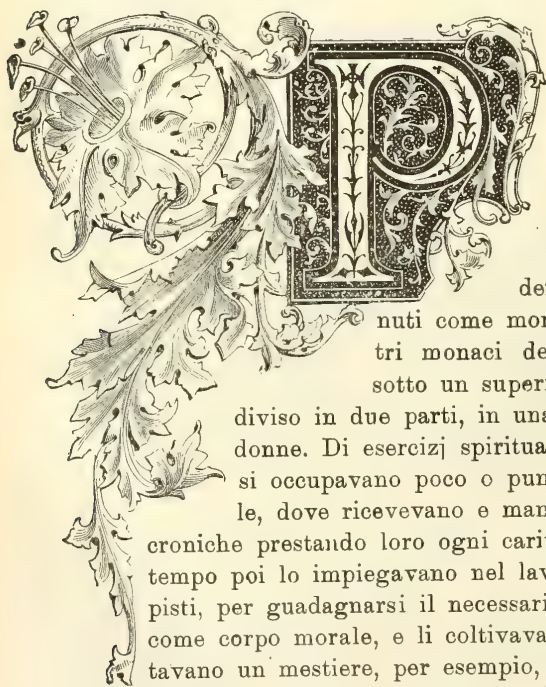 P
de
nuti come mor
tri monaci de
sotto un super
diviso in due parti, in una
donne. Di esercizj spiritua
si occupavano poco o pun
le, dove ricevevano e man
croniche prestando loro ogni carit
tempo poi lo impiegavano nel lav
pisti, per guadagnarsi il necessari
come corpo morale, e li coltivava
tavano un mestiere, per esempio,